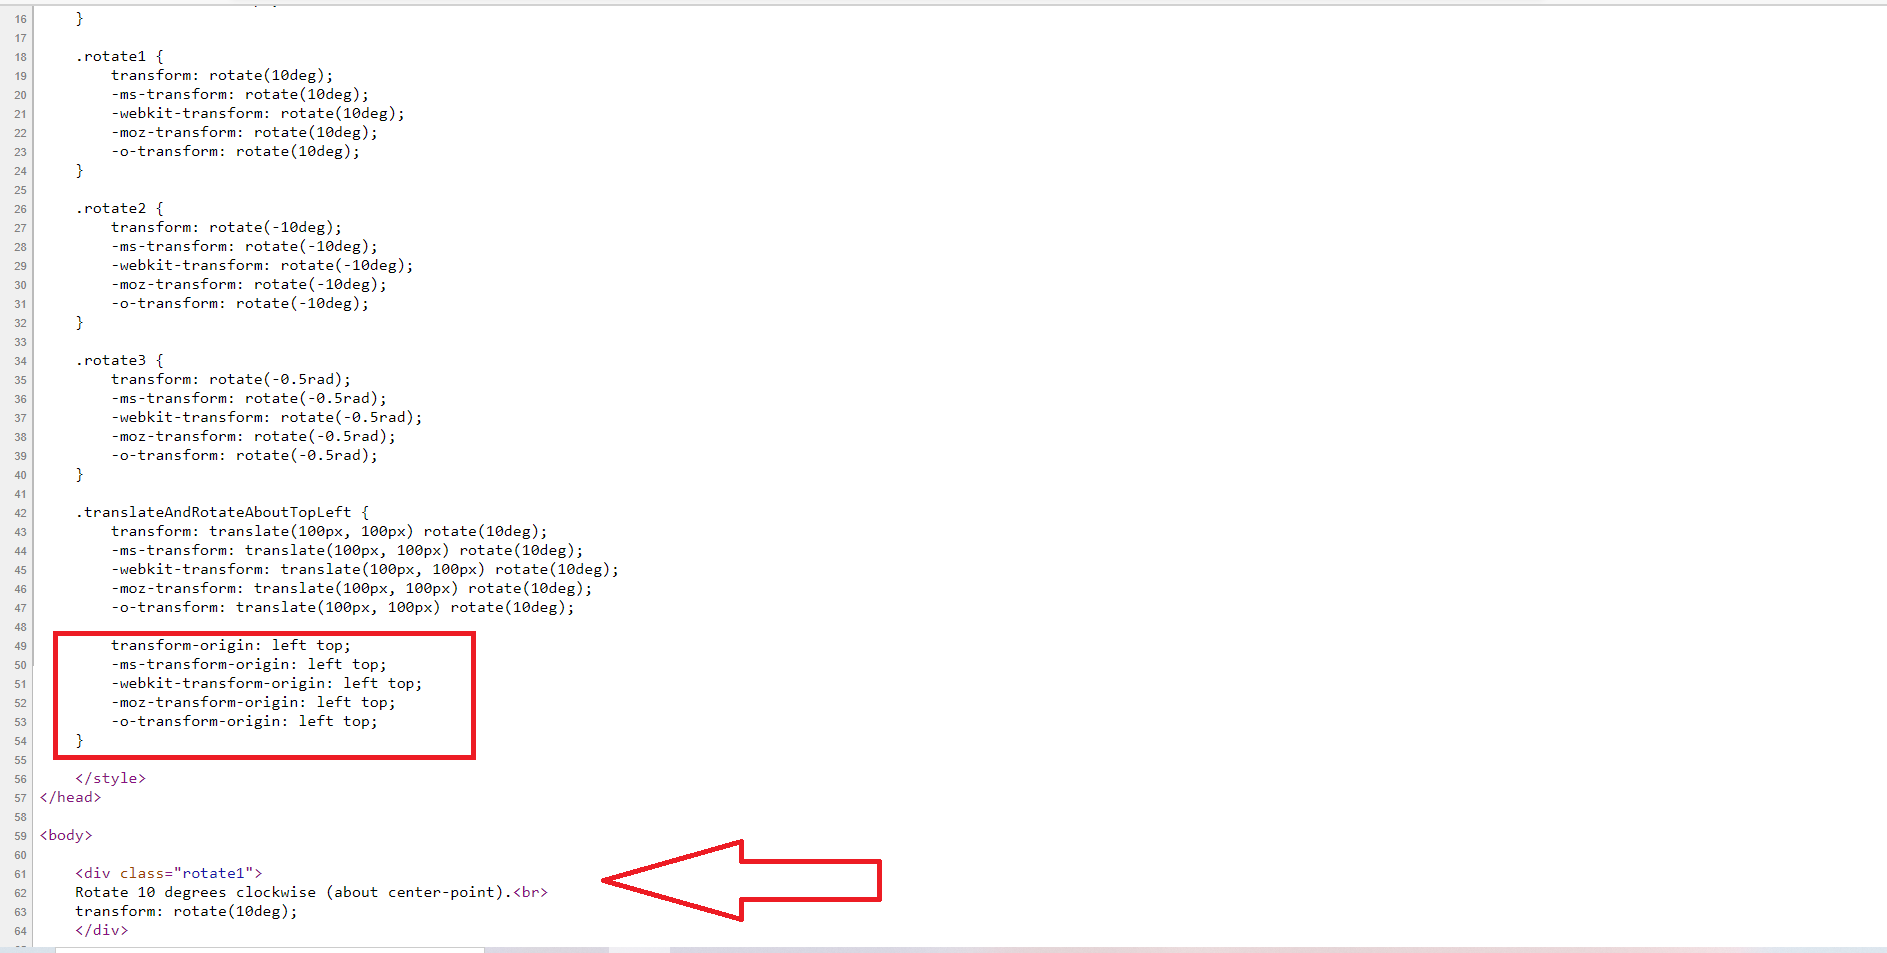 16 }
17
18 .rotate1 {
19 transform: rotate(10deg);
20 -ms-transform: rotate(10deg);
21 -webkit-transform: rotate(10deg);
22 -moz-transform: rotate(10deg);
23 -o-transform: rotate(10deg);
24 }
25
26 .rotate2 {
27 transform: rotate(-10deg);
28 -ms-transform: rotate(-10deg);
29 -webkit-transform: rotate(-10deg);
30 -moz-transform: rotate(-10deg);
31 -o-transform: rotate(-10deg);
32 }
33
34 .rotate3 {
35 transform: rotate(-0.5rad);
36 -ms-transform: rotate(-0.5rad);
37 -webkit-transform: rotate(-0.5rad);
38 -moz-transform: rotate(-0.5rad);
39 -o-transform: rotate(-0.5rad);
40 }
41
42 .translateAndRotateAboutTopLeft {
43 transform: translate(100px, 100px) rotate(10deg);
44 -ms-transform: translate(100px, 100px) rotate(10deg);
45 -webkit-transform: translate(100px, 100px) rotate(10deg);
46 -moz-transform: translate(100px, 100px) rotate(10deg);
47 -o-transform: translate(100px, 100px) rotate(10deg);
48
49 transform-origin: left top;
50 -ms-transform-origin: left top;
51 -webkit-transform-origin: left top;
52 -moz-transform-origin: left top;
53 -o-transform-origin: left top;
54 }
55
56 </style>
57 </head>
58
59 <body>
60
61 <div class="rotate1">
62 Rotate 10 degrees clockwise (about center-point).<br>
63 transform: rotate(10deg);
64 </div>